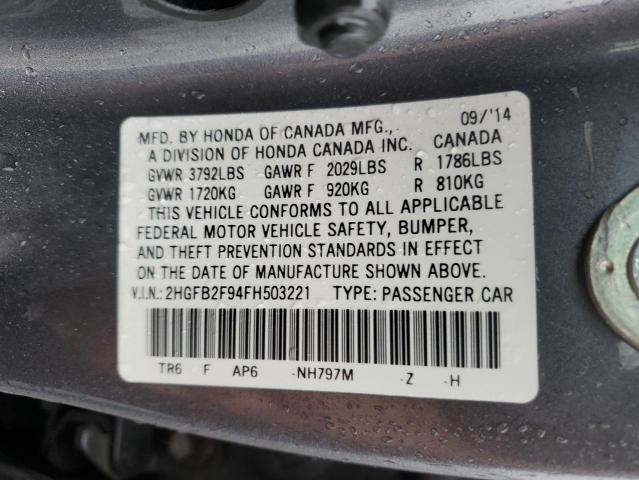 09/'14
MFD. BY HONDA OF CANADA MFG., CANADA
A DIVISION OF HONDA CANADA INC.
GVWR 3792LBS GAWR F 2029LBS R 1786LBS
GVWR 1720KG GAWR F 920KG R 810KG
THIS VEHICLE CONFORMS TO ALL APPLICABLE
FEDERAL MOTOR VEHICLE SAFETY, BUMPER,
AND THEFT PREVENTION STANDARDS IN EFFECT
ON THE DATE OF MANUFACTURE SHOWN ABOVE.
V.I.N.: 2HGFB2F94FH503221 TYPE: PASSENGER CAR
TR6 F AP6 -NH797M -Z -H